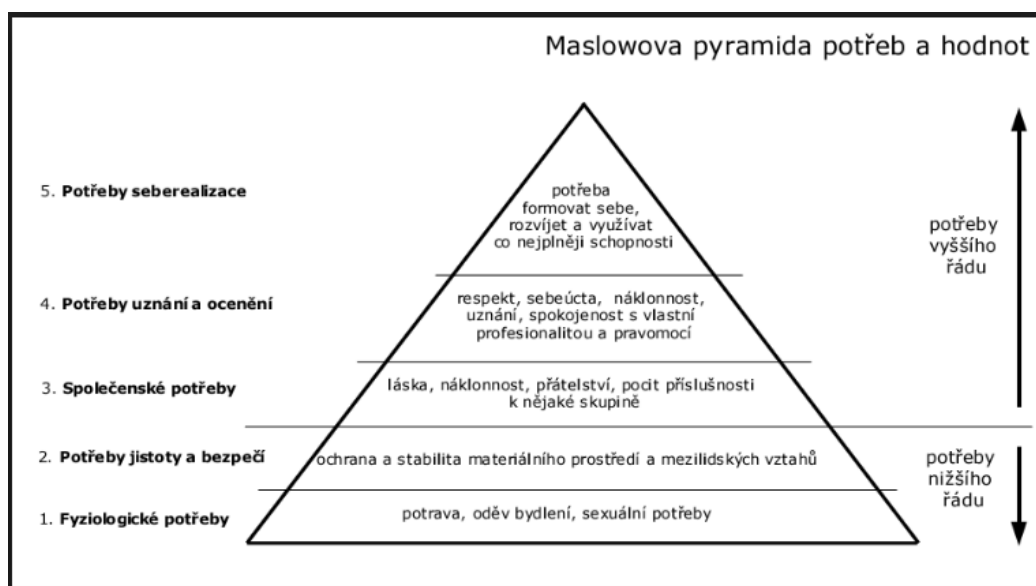 Maslowova pyramida potřeb a hodnot
5. Potřeby seberealizace
potřeba
formovat sebe,
rozvíjet a využívat
co nejplněji schopnosti
potřeby
vyššího
řádu
4. Potřeby uznání a ocenění
respekt, sebeúcta, náklonnost,
uznání, spokojenost s vlastní
profesionalitou a pravomocí
3. Společenské potřeby
láska, náklonnost, přátelství, pocit příslušnosti
k nějaké skupině
2. Potřeby jistoty a bezpečí
ochrana a stabilita materiálního prostředí a mezilidských vztahů
potřeby
nižšího
řádu
1. Fyziologické potřeby
potrava, oděv bydlení, sexuální potřeby